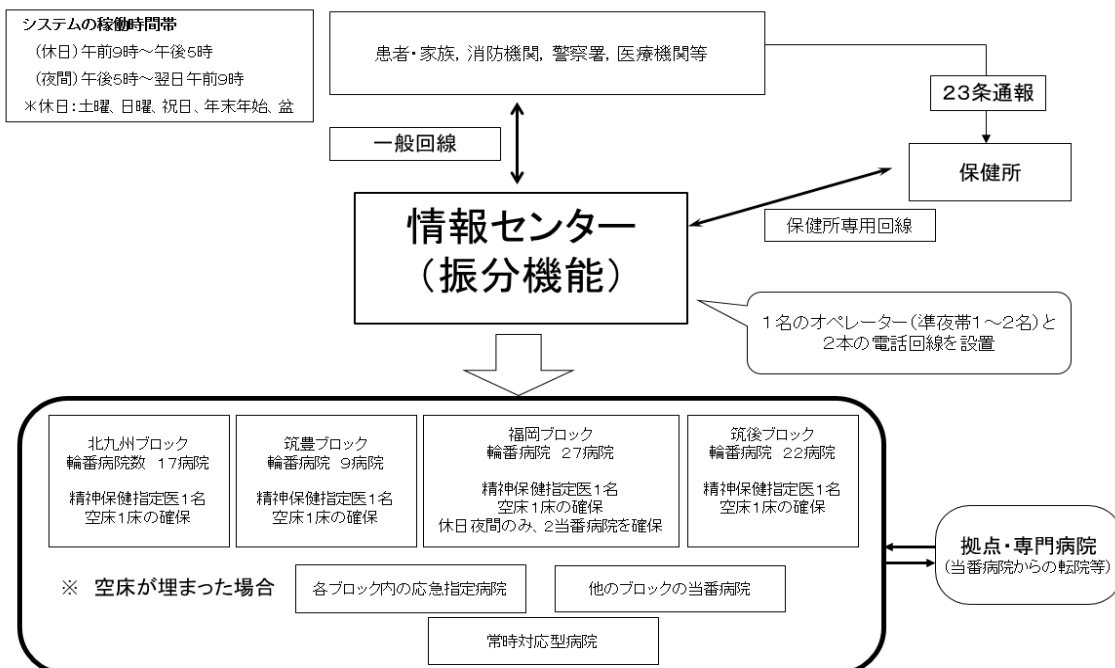 システムの稼働時間帯
(休日)午前9時～午後5時
(夜間)午後5時～翌日午前9時
＊休日：土曜、日曜、祝日、年末年始、盆
患者・家族，消防機関，警察署，医療機関等
23条通報
一般回線
保健所
情報センター
（振分機能）
保健所専用回線
1名のオペレーター（準夜帯1～2名）と
2本の電話回線を設置
北九州ブロック
輪番病院数　17病院
精神保健指定医1名
空床1床の確保
筑豊ブロック
輪番病院　9病院
精神保健指定医1名
空床1床の確保
福岡ブロック
輪番病院　27病院
精神保健指定医1名
空床1床の確保
休日夜間のみ、2当番病院を確保
筑後ブロック
輪番病院　22病院
精神保健指定医1名
空床1床の確保
拠点・専門病院
(当番病院からの転院等)
※　空床が埋まった場合
各ブロック内の応急指定病院
他のブロックの当番病院
常時対応型病院